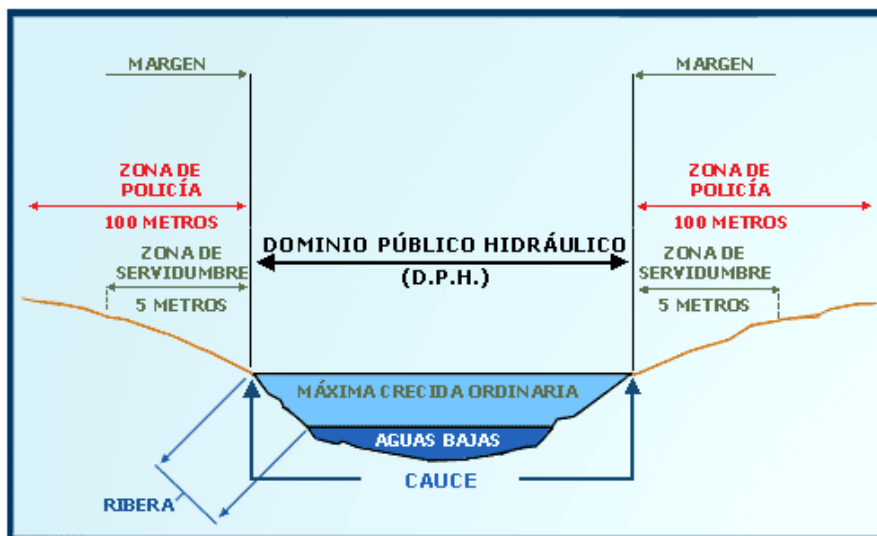 MARGEN
MARGEN
ZONA DE
POLICÍA
100 METROS
ZONA DE
POLICÍA
100 METROS
DOMINIO PÚBLICO HIDRÁULICO
(D.P.H.)
ZONA DE
SERVIDUMBRE
5 METROS
ZONA DE
SERVIDUMBRE
5 METROS
MÁXIMA CRECIDA ORDINARIA
AGUAS BAJAS
CAUCE
RIBERA